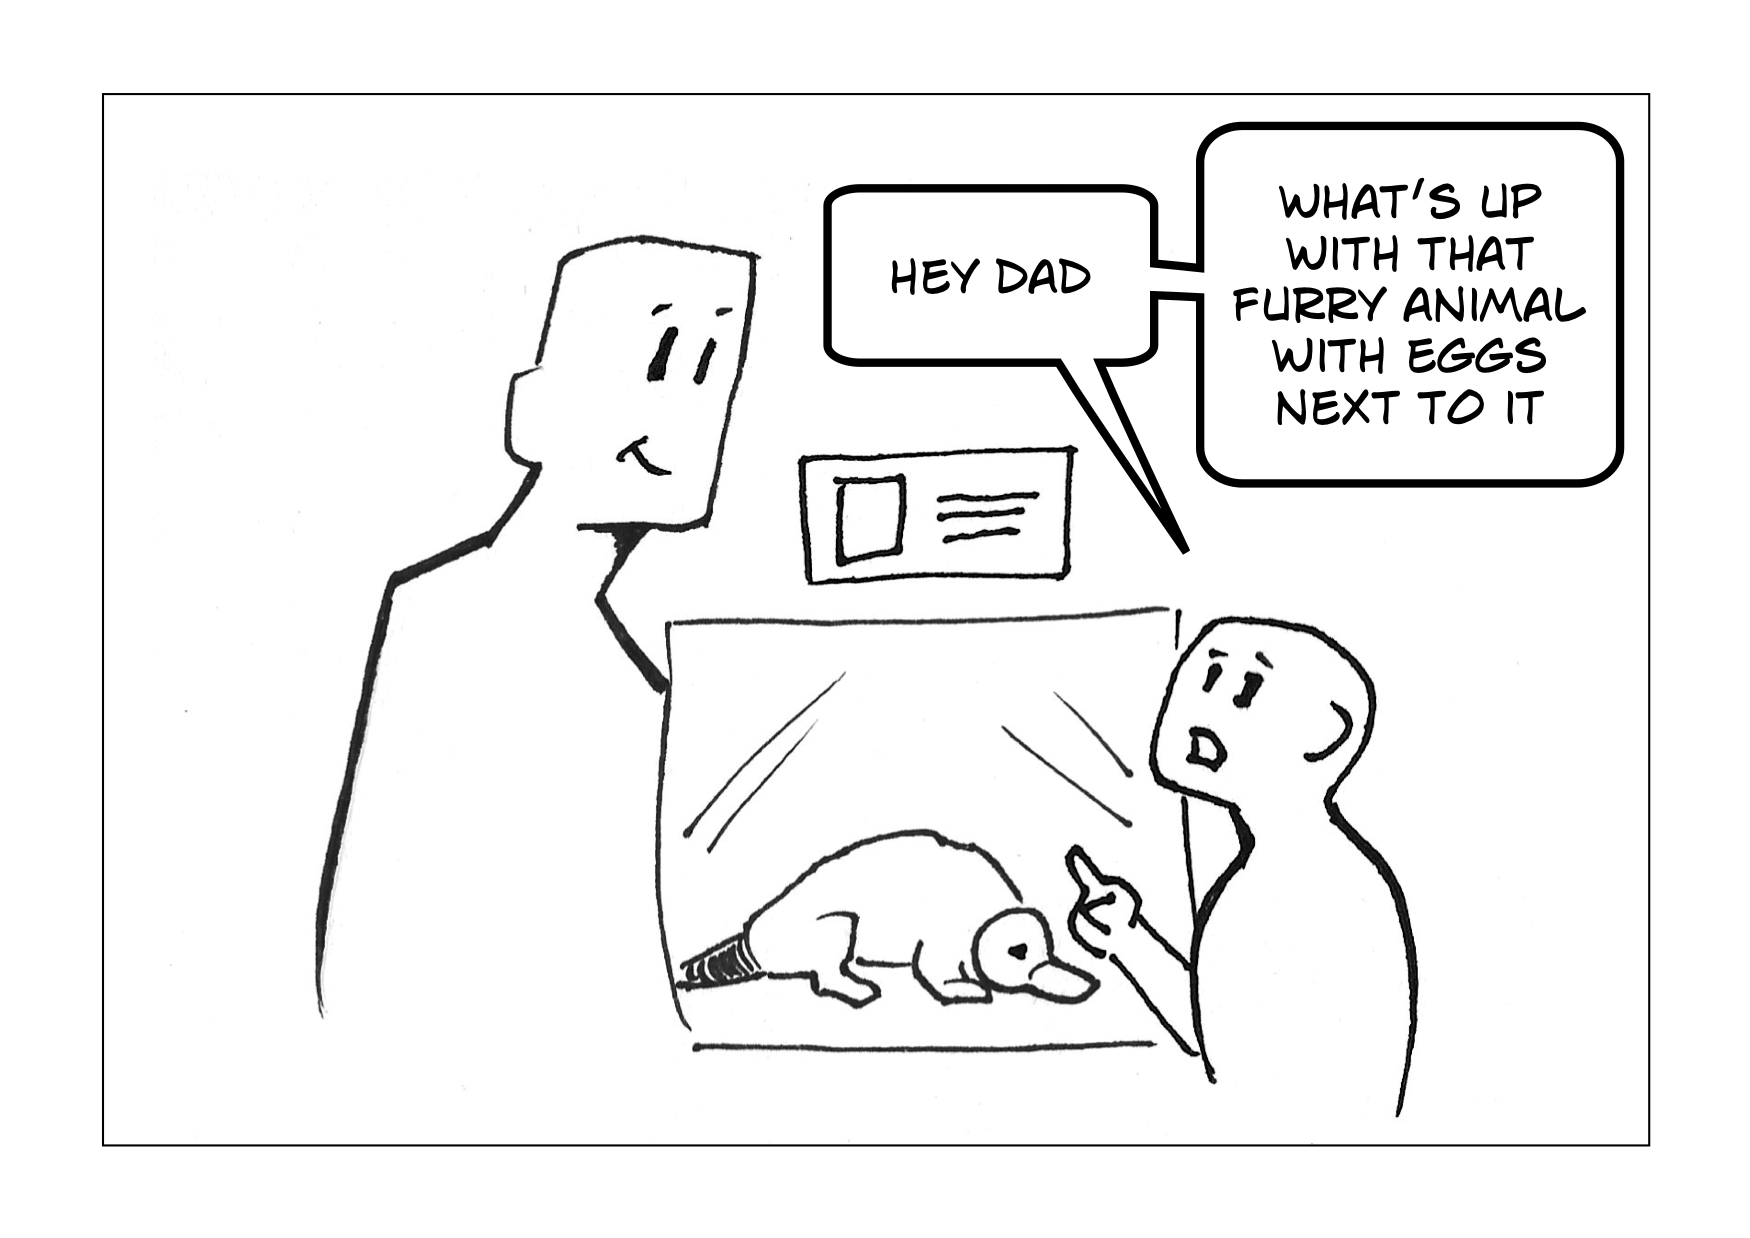 HEY DAD
WHAT'S UP
WITH THAT
FURRY ANIMAL
WITH EGGS
NEXT TO IT